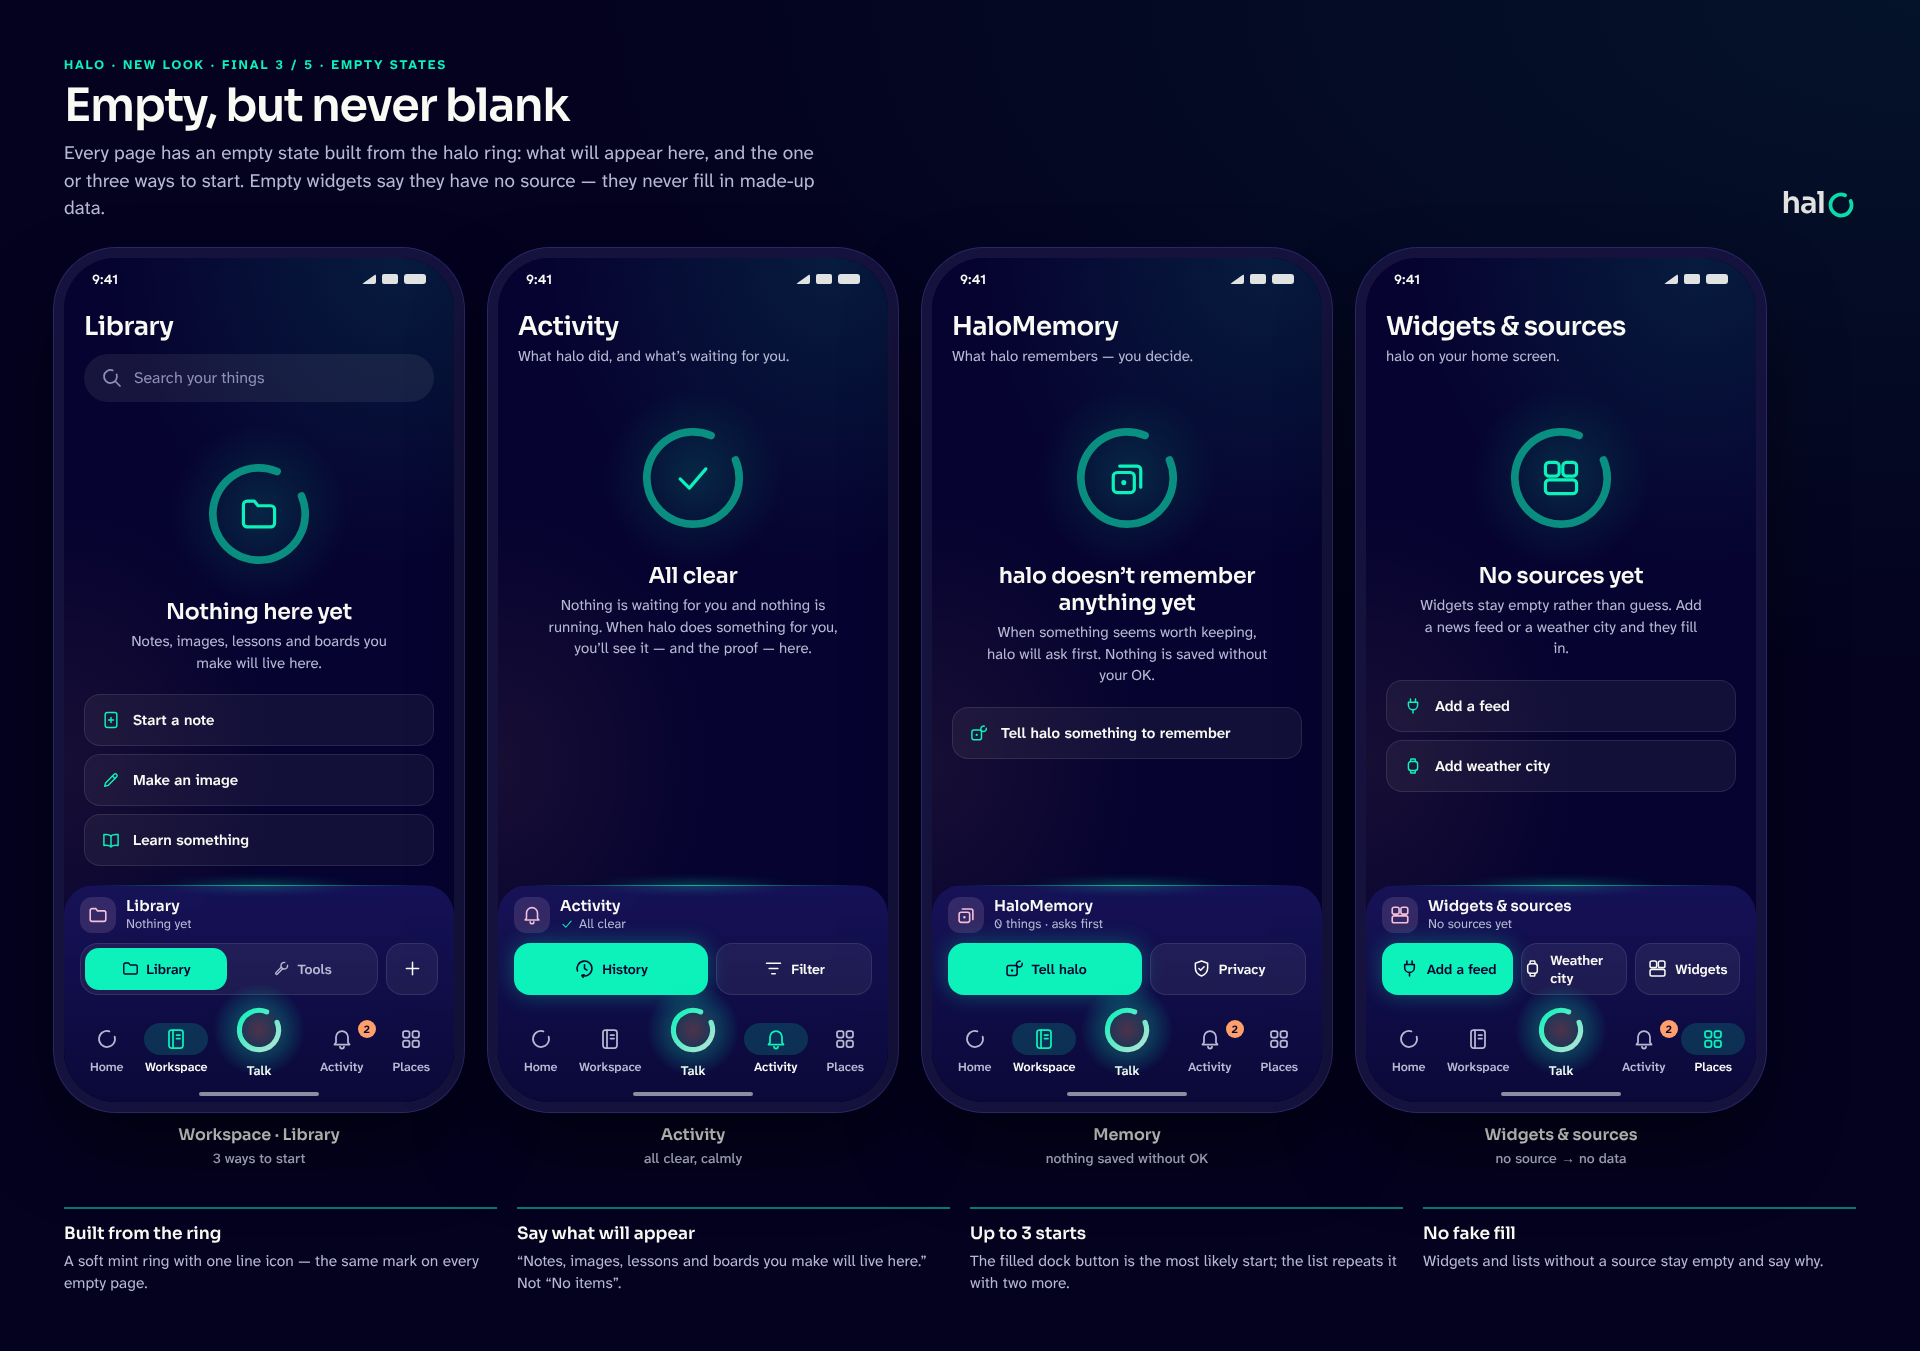 HALO · NEW LOOK · FINAL 3 / 5 · EMPTY STATES
Empty, but never blank
Every page has an empty state built from the halo ring: what will appear here, and the one
or three ways to start. Empty widgets say they have no source — they never fill in made-up
data.
halo
9:41
Library
Search your things
Nothing here yet
Notes, images, lessons and boards you
make will live here.
Start a note
Make an image
Learn something
Library
Nothing yet
Library
Tools
Home
Workspace
Talk
Activity
2
Places
Workspace · Library
3 ways to start
9:41
Activity
What halo did, and what’s waiting for you.
All clear
Nothing is waiting for you and nothing is
running. When halo does something for you,
you’ll see it — and the proof — here.
Activity
All clear
History
Filter
Home
Workspace
Talk
Activity
Places
Activity
all clear, calmly
9:41
HaloMemory
What halo remembers — you decide.
halo doesn’t remember
anything yet
When something seems worth keeping,
halo will ask first. Nothing is saved without
your OK.
Tell halo something to remember
HaloMemory
0 things · asks first
Tell halo
Privacy
Home
Workspace
Talk
Activity
2
Places
Memory
nothing saved without OK
9:41
Widgets & sources
halo on your home screen.
No sources yet
Widgets stay empty rather than guess. Add
a news feed or a weather city and they fill
in.
Add a feed
Add weather city
Widgets & sources
No sources yet
Add a feed
Weather
city
Widgets
Home
Workspace
Talk
Activity
2
Places
Widgets & sources
no source → no data
Built from the ring
A soft mint ring with one line icon — the same mark on every
empty page.
Say what will appear
“Notes, images, lessons and boards you make will live here.”
Not “No items”.
Up to 3 starts
The filled dock button is the most likely start; the list repeats it
with two more.
No fake fill
Widgets and lists without a source stay empty and say why.